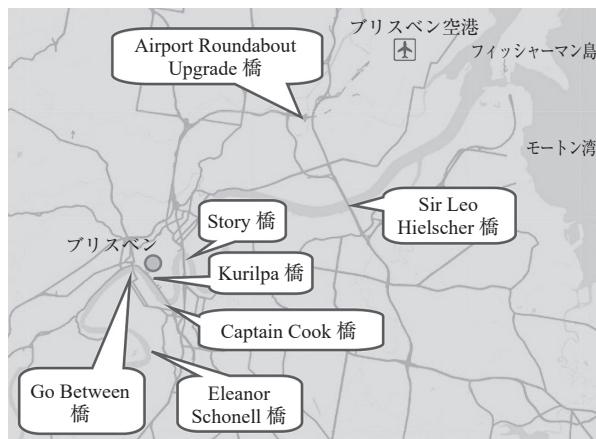 ブリスベン空港
Airport Roundabout
Upgrade 橋
フィッシャーマン島
モートン湾
Sir Leo
Hielscher 橋
Story 橋
ブリスベン
Kurilpa 橋
Captain Cook 橋
Go Between
橋
Eleanor
Schonell 橋